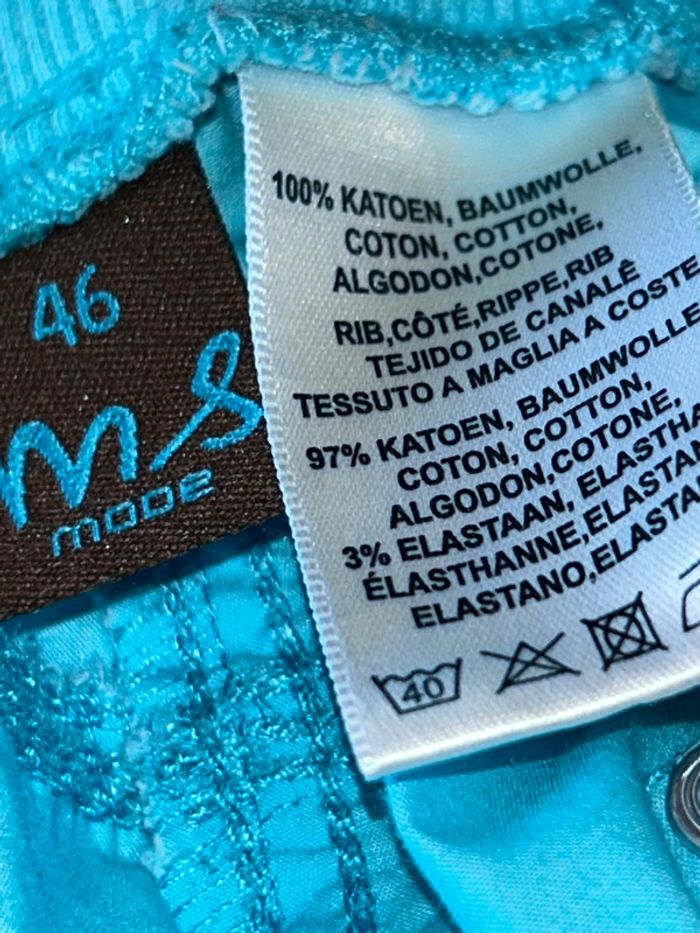 46
ms
mode
100% KATOEN, BAUMWOLLE,
COTON, COTTON,
ALGODON,COTONE,
RIB,CÔTÉ,RIPPE,RIB
TEJIDO DE CANALÊ
TESSUTO A MAGLIA A COSTE
97% KATOEN, BAUMWOLLE
COTON, COTTON,
ALGODON,COTONE,
3% ELASTAAN,
ÉLASTHANNE,
ELASTANO,
40